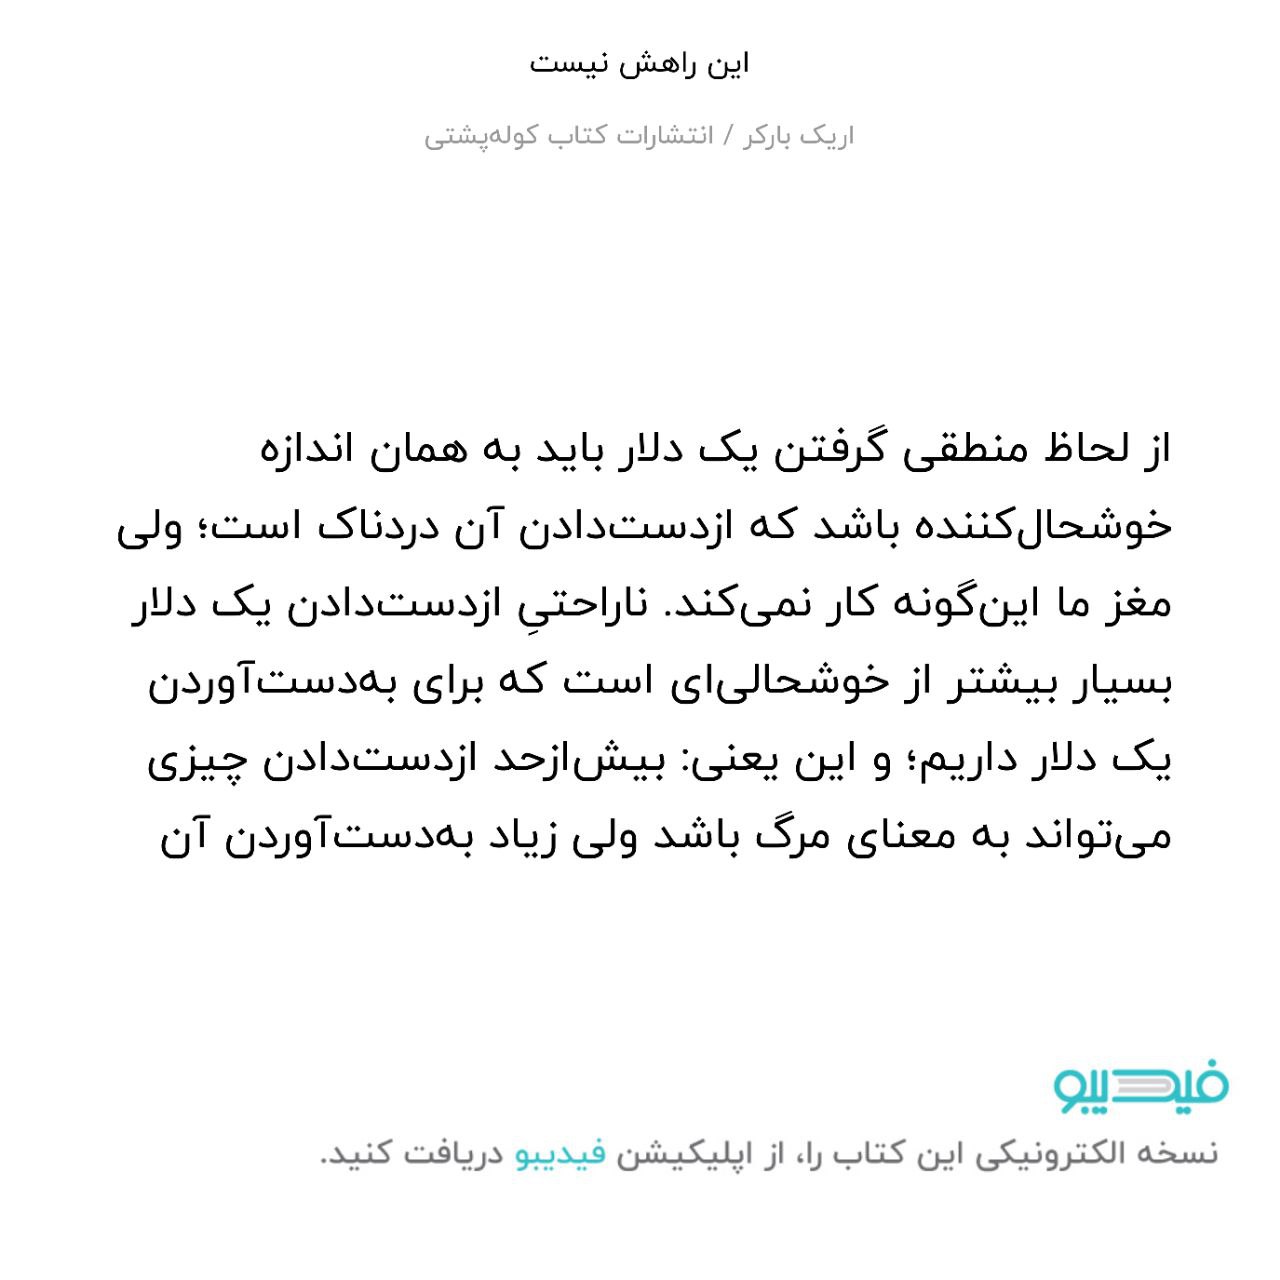 این راهش نیست
اریک بارکر / انتشارات کتاب کوله‌پشتی
از لحاظ منطقی گرفتن یک دلار باید به همان اندازه
خوشحال‌کننده باشد که ازدست‌دادن آن دردناک است؛ ولی
مغز ما این‌گونه کار نمی‌کند. ناراحتیِ ازدست‌دادن یک دلار
بسیار بیشتر از خوشحالی‌ای است که برای به‌دست‌آوردن
یک دلار داریم؛ و این یعنی: بیش‌ازحد ازدست‌دادن چیزی
می‌تواند به معنای مرگ باشد ولی زیاد به‌دست‌آوردن آن
فیدیبو
نسخه الکترونیکی این کتاب را، از اپلیکیشن فیدیبو دریافت کنید.